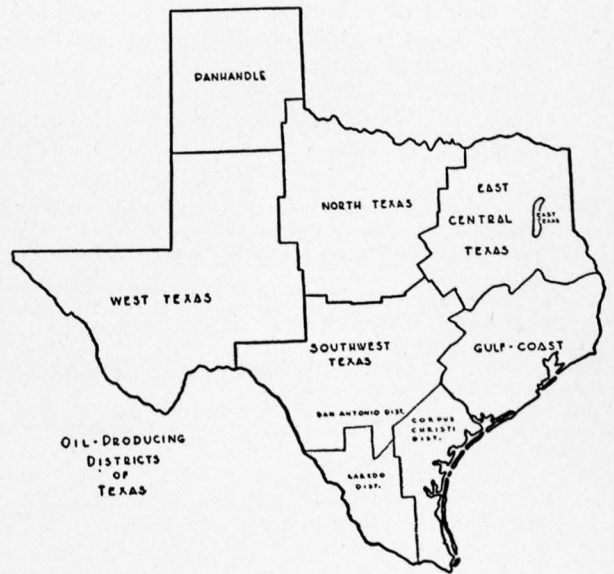 PANHANDLE
NORTH TEXAS
EAST
CENTRAL
TEXAS
EAST
TEXAS
WEST TEXAS
SOUTHWEST
TEXAS
GULF-COAST
SAN ANTONIO DIST.
CORPUS
CHRISTI
DIST.
LAREDO
DIST.
OIL-PRODUCING
DISTRICTS
OF
TEXAS